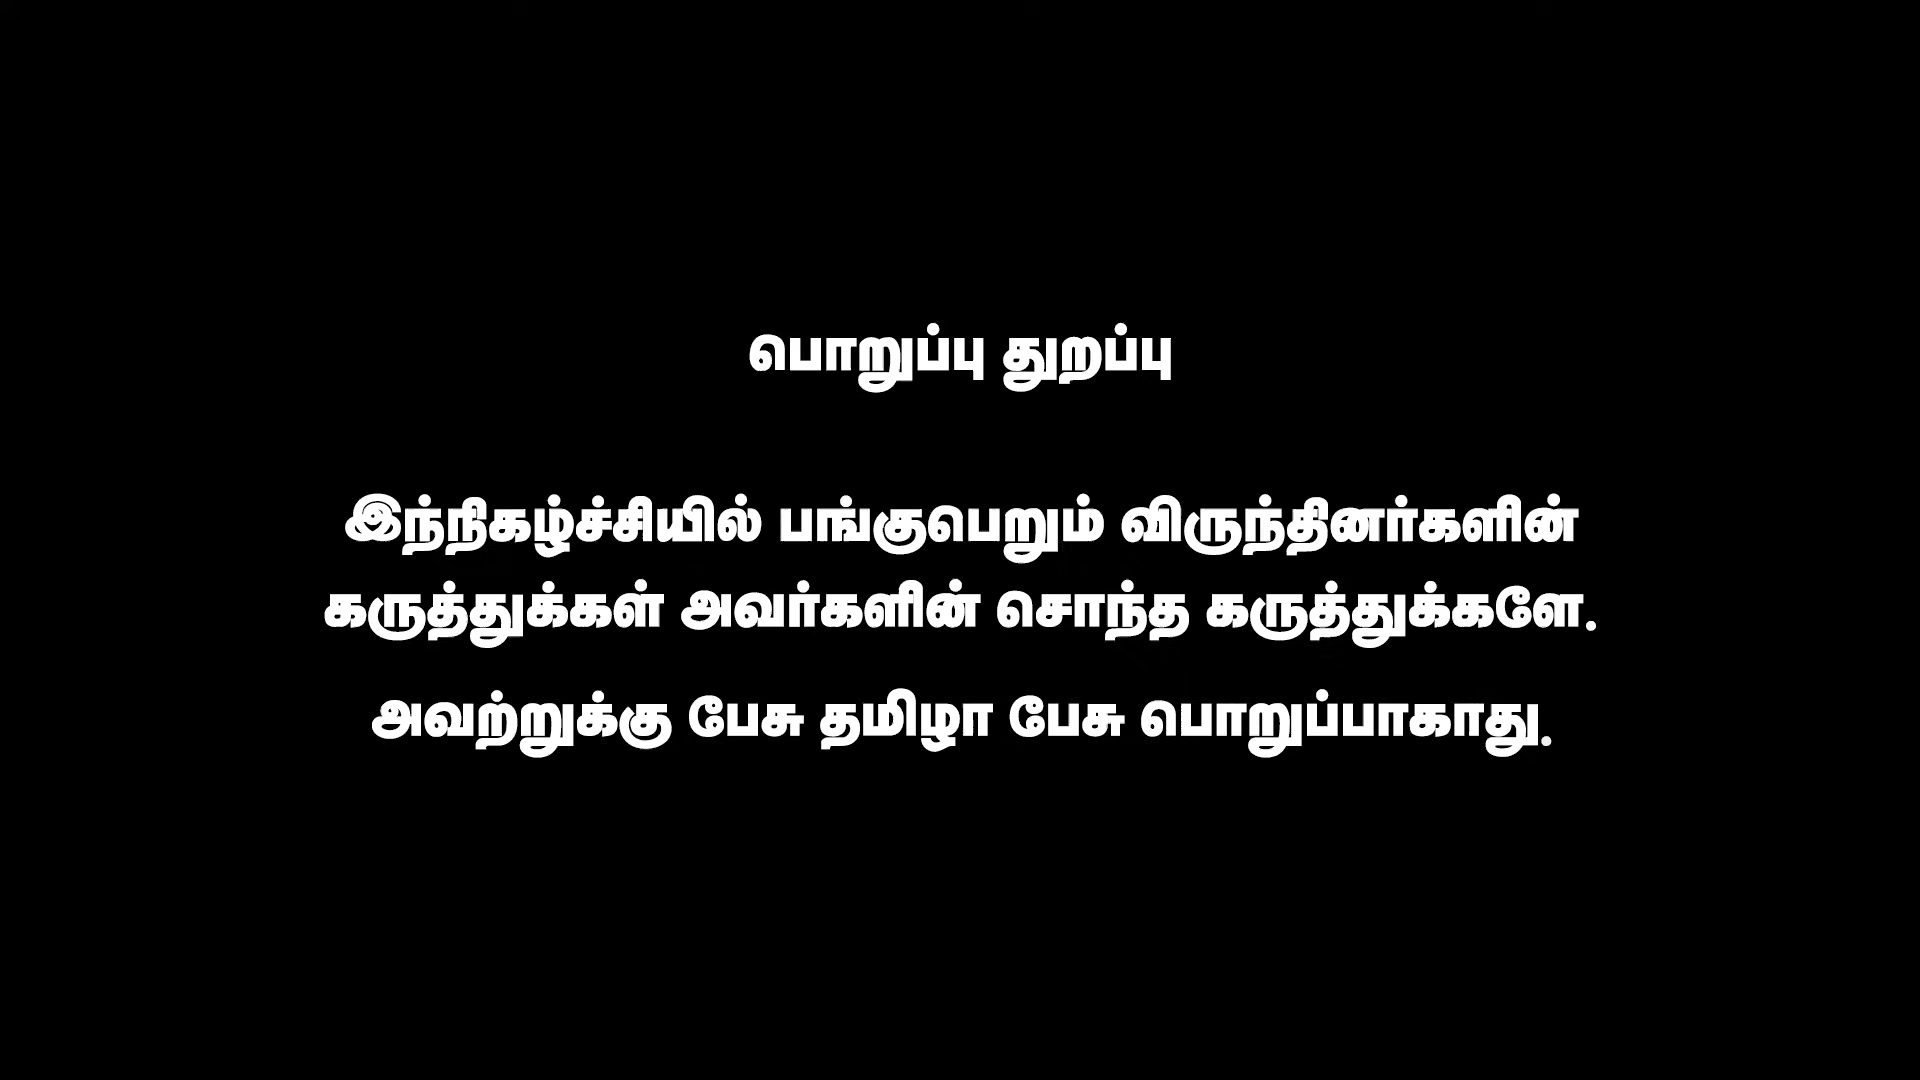 பொறுப்பு துறப்பு
இந்நிகழ்ச்சியில் பங்குபெறும் விருந்தினர்களின்
கருத்துக்கள் அவர்களின் சொந்த கருத்துக்களே.
அவற்றுக்கு பேசு தமிழா பேசு பொறுப்பாகாது.